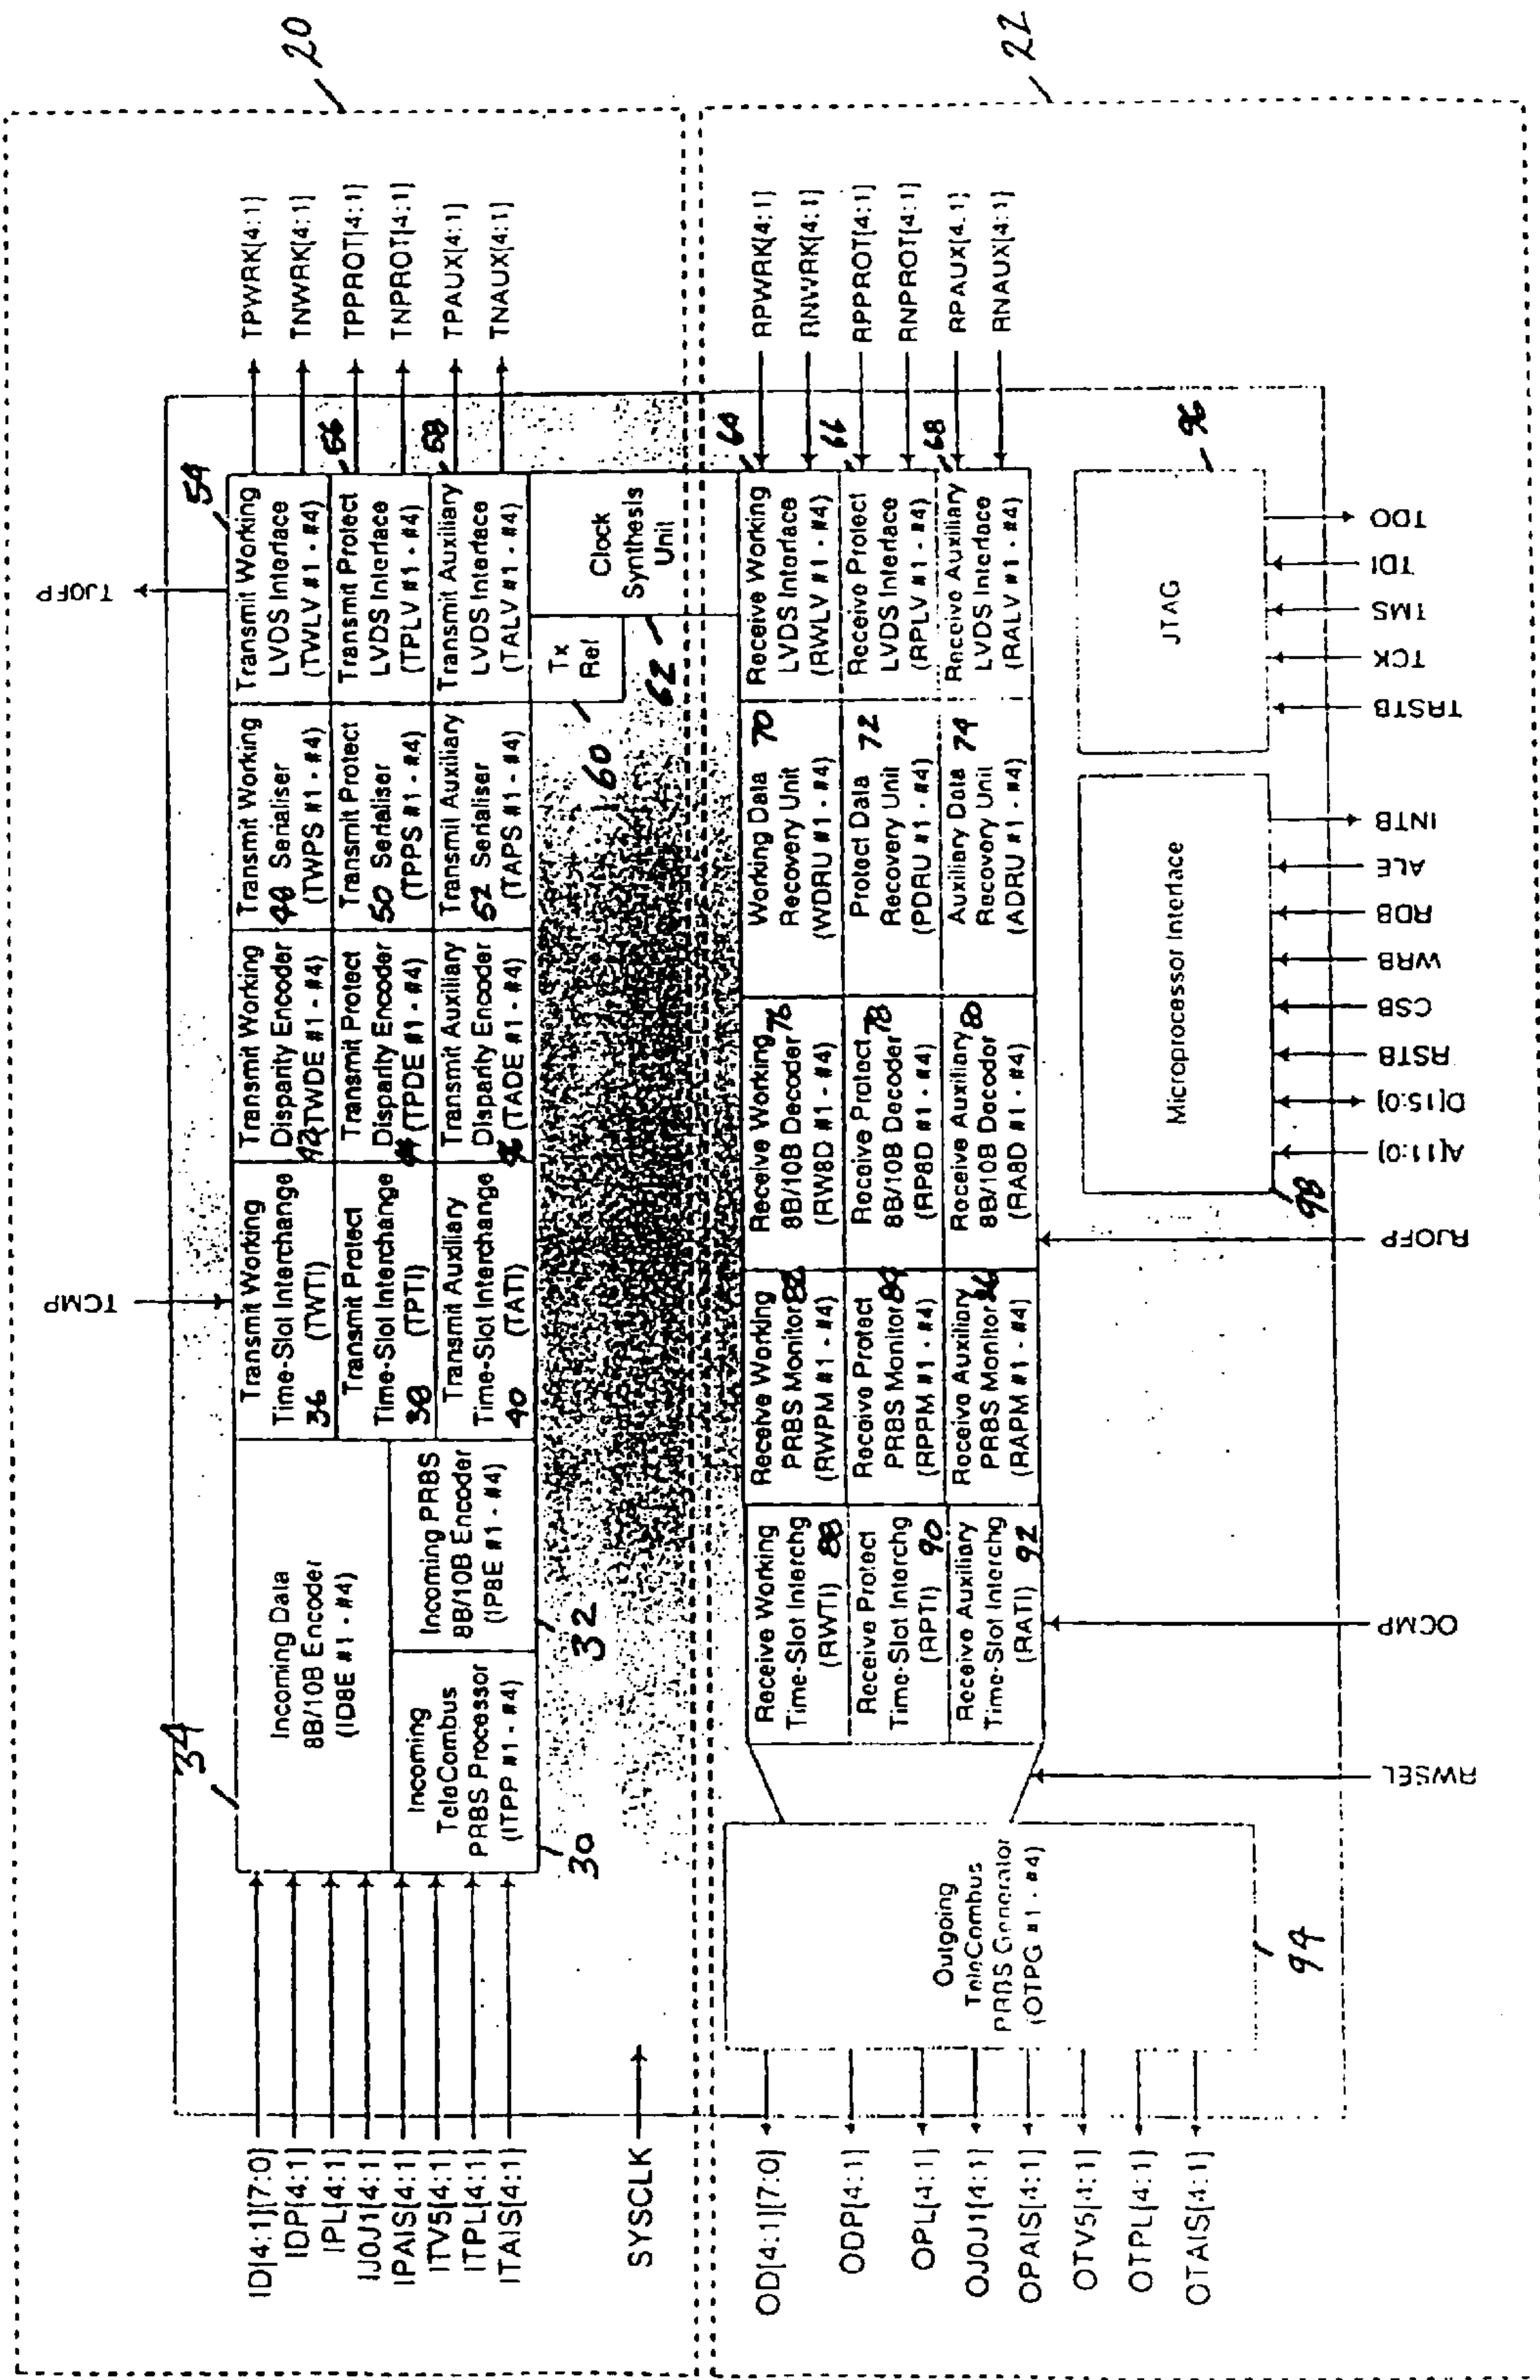 20
TCMP
TJOFP
34
54
ID[4:1][7:0]
IDP[4:1]
IPL[4:1]
IJ0J1[4:1]
IPAIS[4:1]
ITV5[4:1]
ITPL[4:1]
ITAIS[4:1]
SYSCLK
Incoming Data
8B/10B Encoder
(ID8E #1 - #4)
Incoming
TeleCombus
PRBS Processor
(ITPP #1 - #4)
30
Incoming PRBS
8B/10B Encoder
(IP8E #1 - #4)
32
Transmit Working
Time-Slot Interchange
36 (TWTI)
Transmit Protect
Time-Slot Interchange
38 (TPTI)
Transmit Auxiliary
Time-Slot Interchange
40 (TATI)
Transmit Working
Disparity Encoder
42 (TWDE #1 - #4)
Transmit Protect
Disparity Encoder
44 (TPDE #1 - #4)
Transmit Auxiliary
Disparity Encoder
(TADE #1 - #4)
Transmit Working
Serialiser
(TWPS #1 - #4)
Transmit Protect
50 Serialiser
(TPPS #1 - #4)
Transmit Auxiliary
52 Serialiser
(TAPS #1 - #4)
Transmit Working
LVDS Interface
(TWLV #1 - #4)
Transmit Protect
LVDS Interface
(TPLV #1 - #4)
Transmit Auxiliary
LVDS Interface
(TALV #1 - #4)
56
58
TPWRK[4:1]
TNWRK[4:1]
TPPROT[4:1]
TNPROT[4:1]
TPAUX[4:1]
TNAUX[4:1]
Tx
Ref
60
Clock
Synthesis
Unit
62
22
OD[4:1][7:0]
ODP[4:1]
OPL[4:1]
OJ0J1[4:1]
OPAIS[4:1]
OTV5[4:1]
OTPL[4:1]
OTAIS[4:1]
Outgoing
TeleCombus
PRBS Generator
(OTPG #1 - #4)
94
Receive Working
Time-Slot Interchg
(RWTI) 88
Receive Protect
Time-Slot Interchg
(RPTI) 90
Receive Auxiliary
Time-Slot Interchg
(RATI) 92
Receive Working
PRBS Monitor
(RWPM #1 - #4)
Receive Protect
PRBS Monitor 84
(RPPM #1 - #4)
Receive Auxiliary
PRBS Monitor
(RAPM #1 - #4)
Receive Working
8B/10B Decoder 76
(RW8D #1 - #4)
Receive Protect
8B/10B Decoder 78
(RP8D #1 - #4)
Receive Auxiliary
8B/10B Decoder 80
(RA8D #1 - #4)
Working Data 70
Recovery Unit
(WDRU #1 - #4)
Protect Data 72
Recovery Unit
(PDRU #1 - #4)
Auxiliary Data 74
Recovery Unit
(ADRU #1 - #4)
Receive Working
LVDS Interface
(RWLV #1 - #4)
Receive Protect
LVDS Interface
(RPLV #1 - #4)
Receive Auxiliary
LVDS Interface
(RALV #1 - #4)
64
66
68
RPWRK[4:1]
RNWRK[4:1]
RPPROT[4:1]
RNPROT[4:1]
RPAUX[4:1]
RNAUX[4:1]
Microprocessor Interface
98
JTAG
96
RWSEL
OCMP
RJOFP
A[11:0]
D[15:0]
RSTB
CSB
WRB
RDB
ALE
INTB
TRSTB
TCK
TMS
TDI
TDO